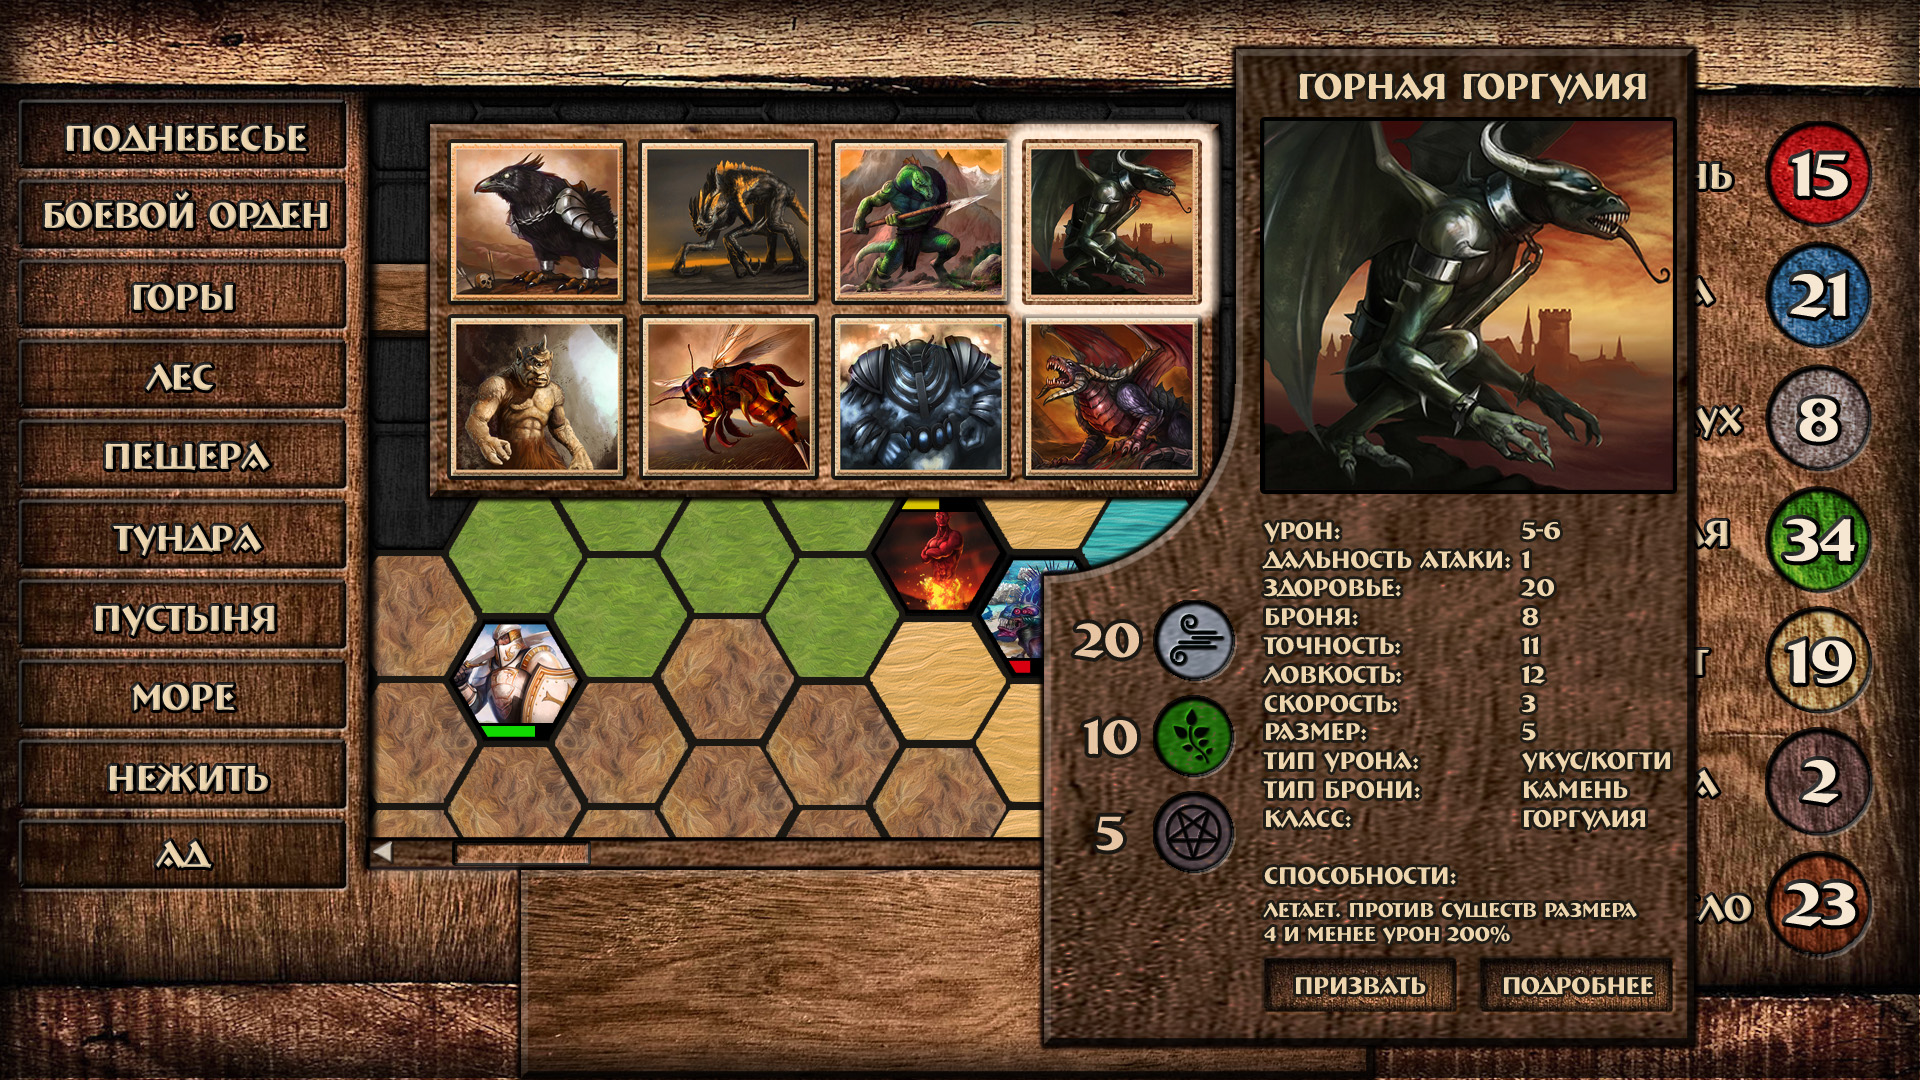 ПОДНЕБЕСЬЕ
БОЕВОЙ ОРДЕН
ГОРЫ
ЛЕС
ПЕЩЕРА
ТУНДРА
ПУСТЫНЯ
МОРЕ
НЕЖИТЬ
АД
ГОРНАЯ ГОРГУЛИЯ
20
10
5
УРОН: 5-6
ДАЛЬНОСТЬ АТАКИ: 1
ЗДОРОВЬЕ: 20
БРОНЯ: 8
ТОЧНОСТЬ: 11
ЛОВКОСТЬ: 12
СКОРОСТЬ: 3
РАЗМЕР: 5
ТИП УРОНА: УКУС/КОГТИ
ТИП БРОНИ: КАМЕНЬ
КЛАСС: ГОРГУЛИЯ
СПОСОБНОСТИ:
ЛЕТАЕТ. ПРОТИВ СУЩЕСТВ РАЗМЕРА
4 И МЕНЕЕ УРОН 200%
ПРИЗВАТЬ ПОДРОБНЕЕ
15
21
8
34
19
2
23